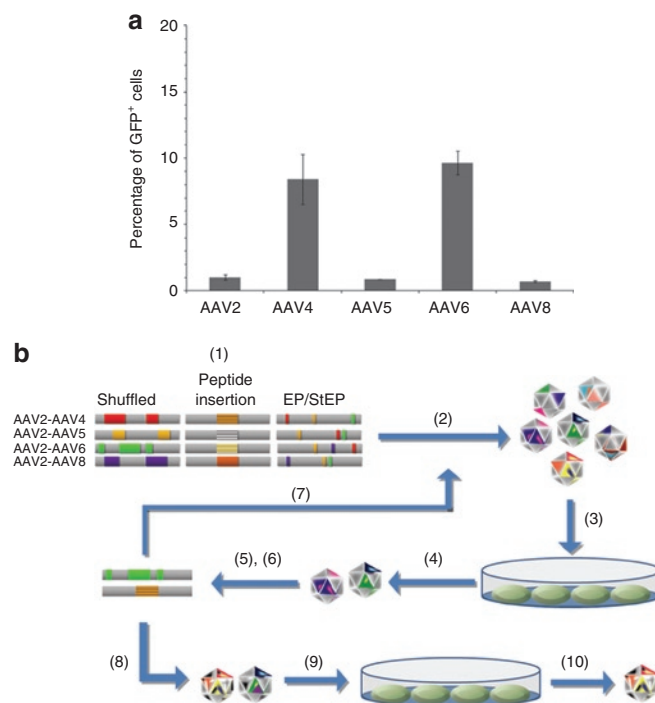 a
Percentage of GFP+ cells
20
15
10
5
0
AAV2 AAV4 AAV5 AAV6 AAV8
b
(1)
Shuffled Peptide insertion EP/StEP
AAV2-AAV4
AAV2-AAV5
AAV2-AAV6
AAV2-AAV8
(2)
(3)
(7)
(5), (6)
(4)
(8)
(9)
(10)